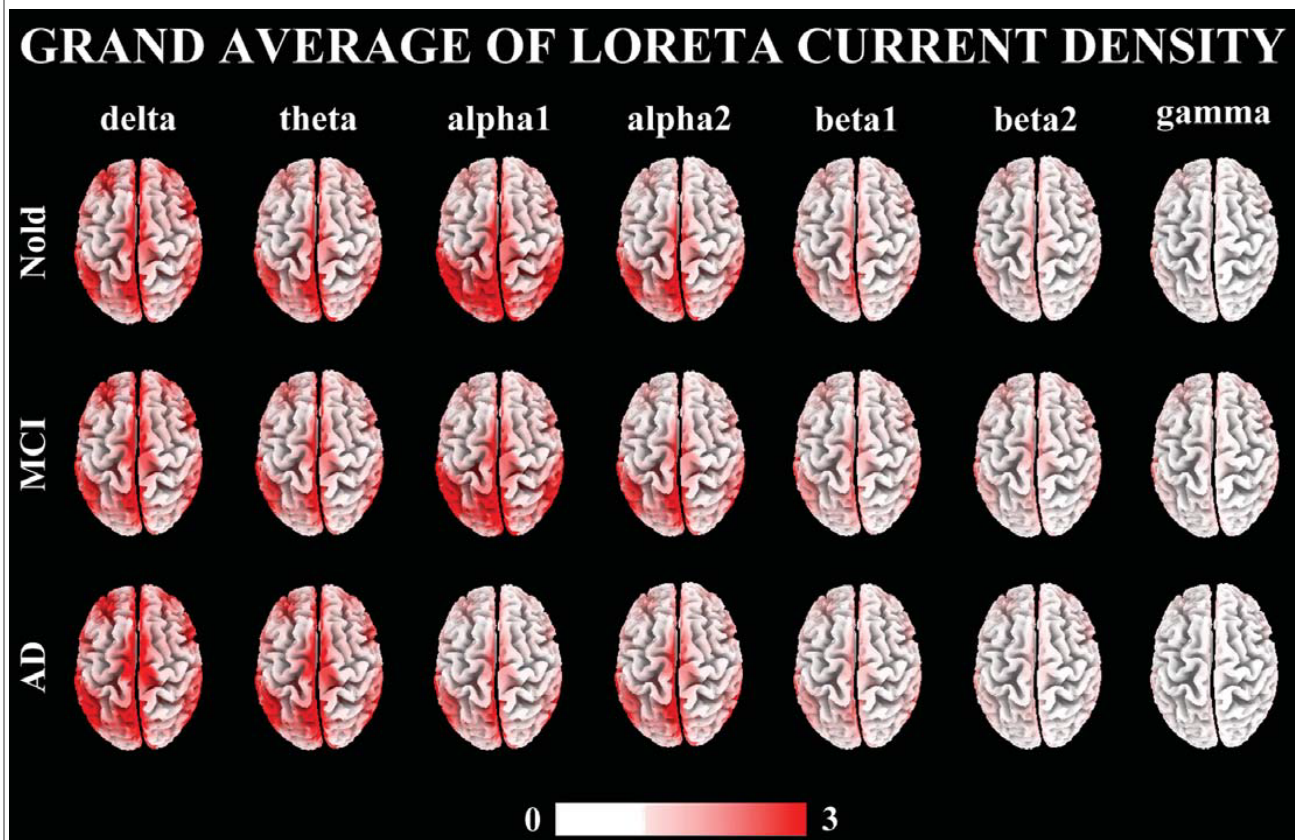 GRAND AVERAGE OF LORETA CURRENT DENSITY
delta theta alpha1 alpha2 beta1 beta2 gamma
Nold
MCI
AD
0 3